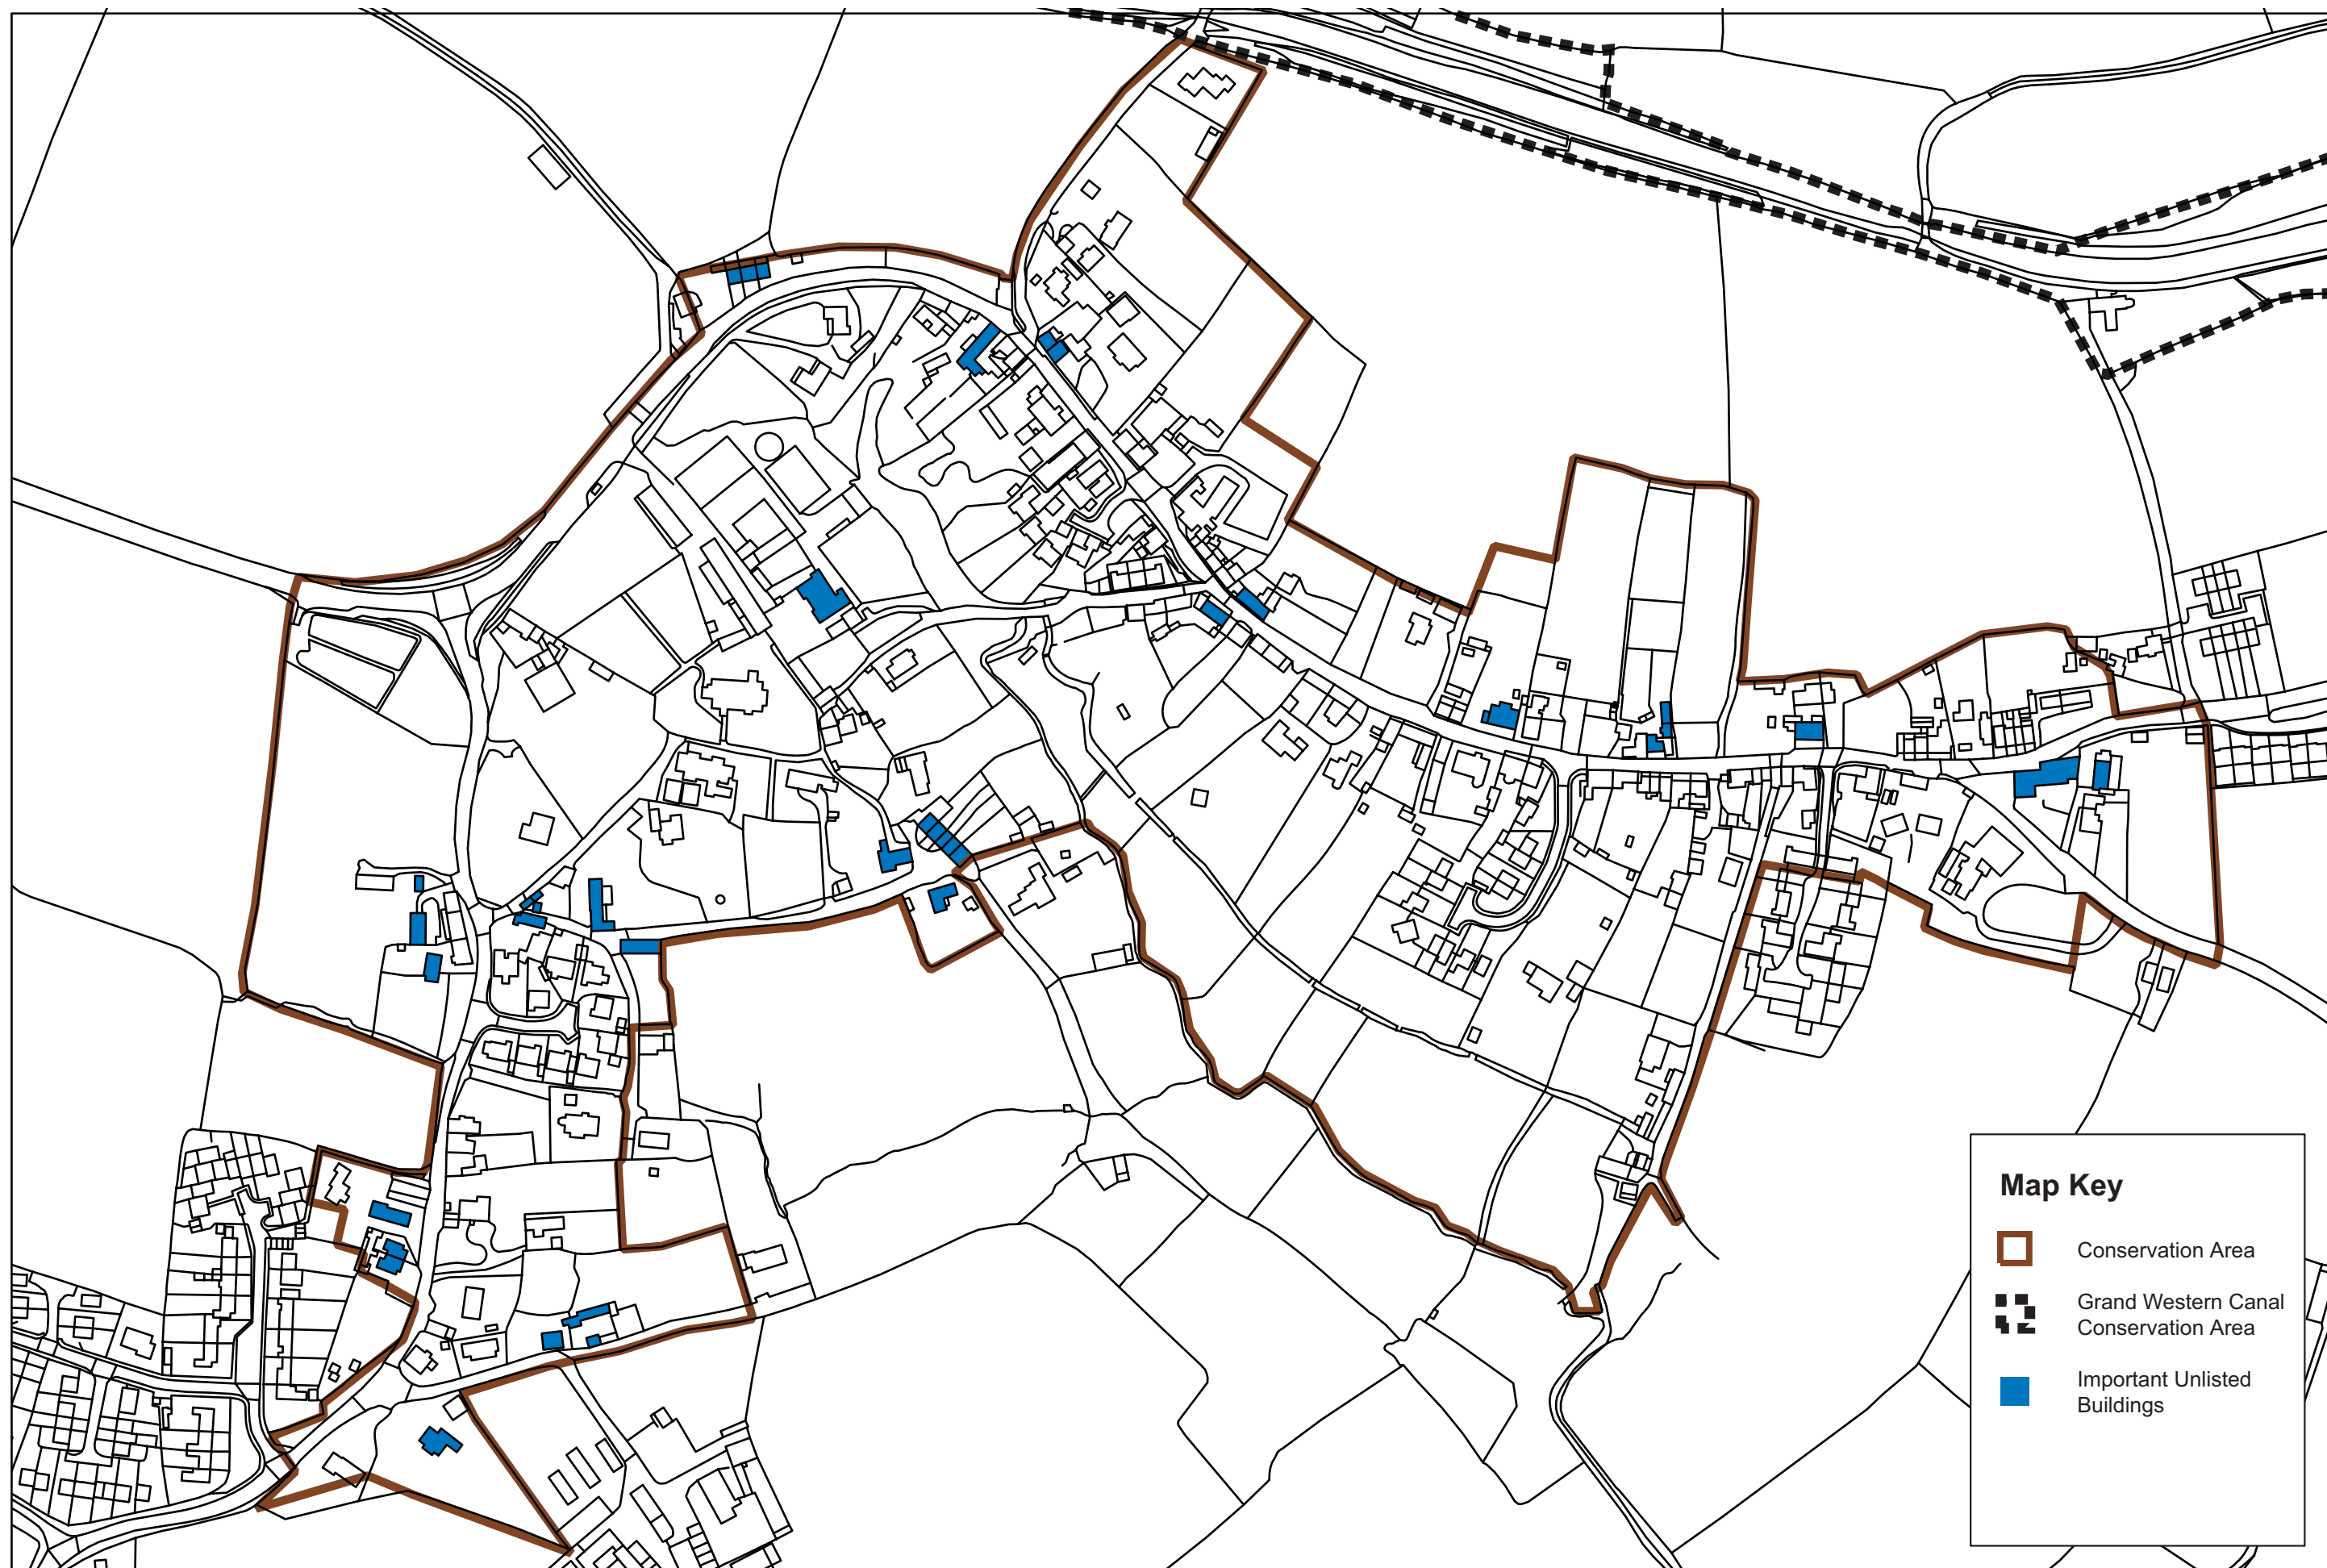 Map Key
Conservation Area
Grand Western Canal
Conservation Area
Important Unlisted
Buildings